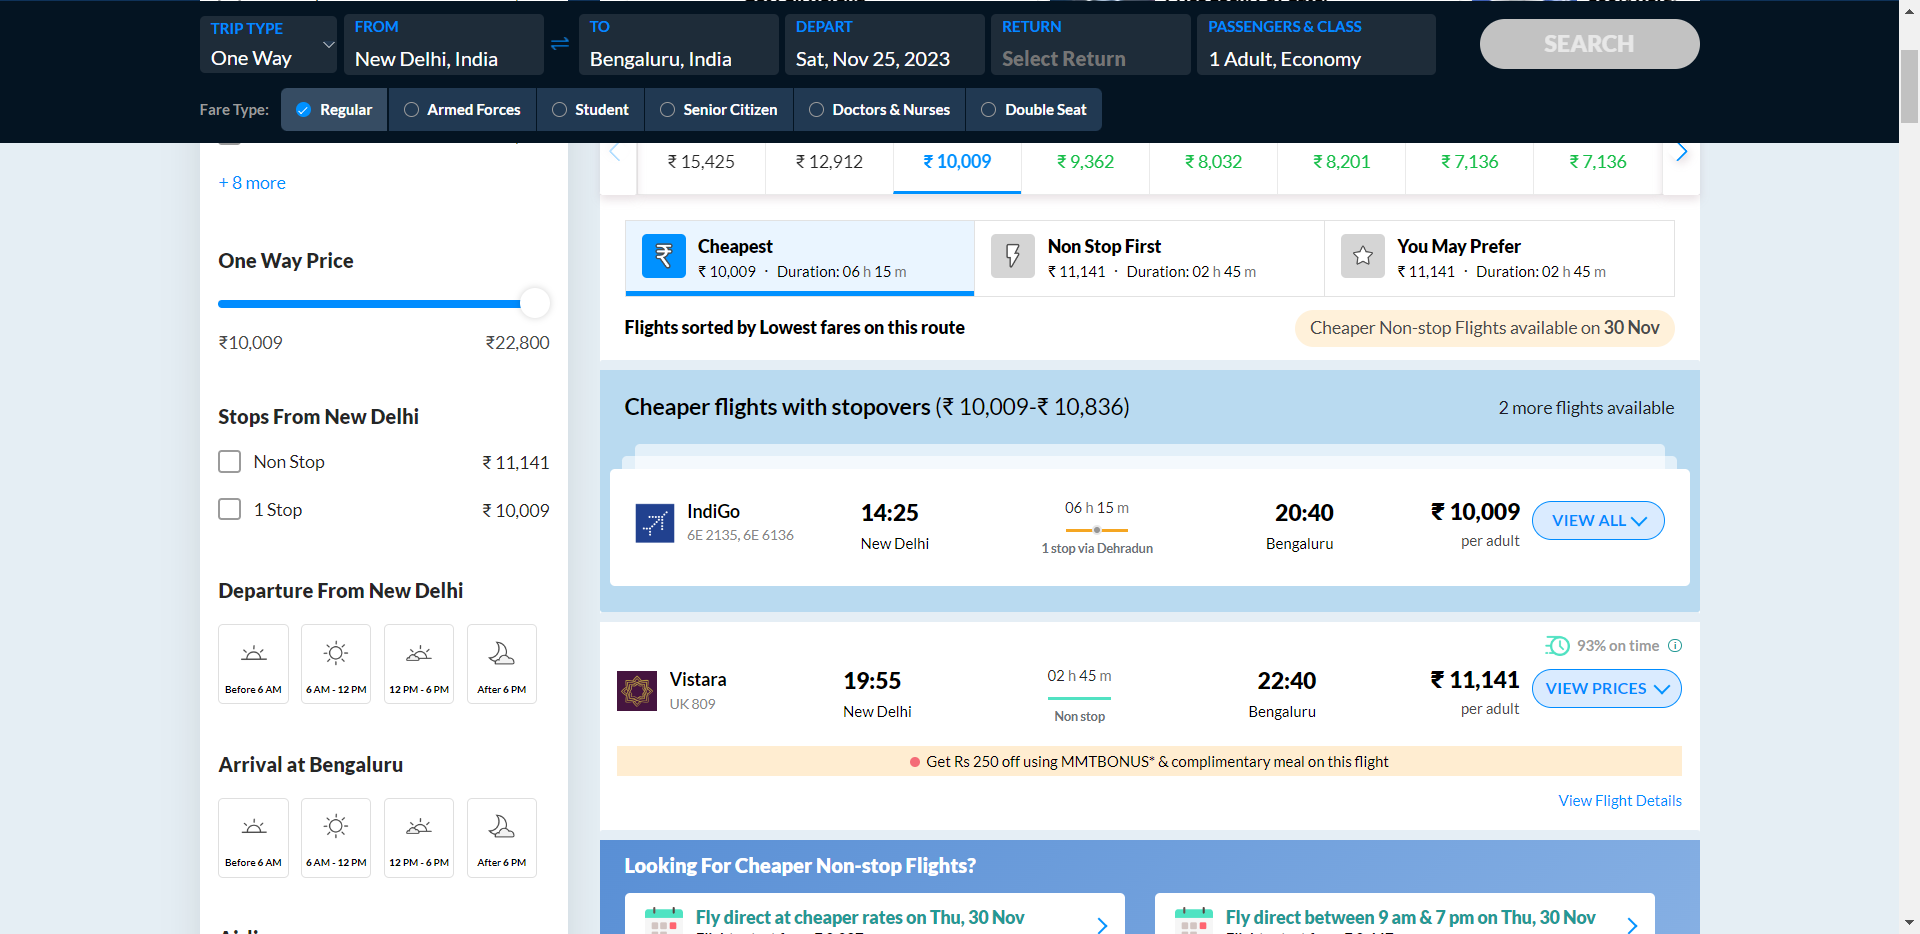 TRIP TYPE
One Way
FROM
New Delhi, India
TO
Bengaluru, India
DEPART
Sat, Nov 25, 2023
RETURN
Select Return
PASSENGERS & CLASS
1 Adult, Economy
SEARCH
Fare Type:
Regular
Armed Forces
Student
Senior Citizen
Doctors & Nurses
Double Seat
+ 8 more
One Way Price
₹10,009
₹22,800
Stops From New Delhi
Non Stop
₹ 11,141
1 Stop
₹ 10,009
Departure From New Delhi
Before 6 AM
6 AM - 12 PM
12 PM - 6 PM
After 6 PM
Arrival at Bengaluru
Before 6 AM
6 AM - 12 PM
12 PM - 6 PM
After 6 PM
₹ 15,425
₹ 12,912
₹ 10,009
₹ 9,362
₹ 8,032
₹ 8,201
₹ 7,136
₹ 7,136
Cheapest
₹ 10,009 · Duration: 06 h 15 m
Non Stop First
₹ 11,141 · Duration: 02 h 45 m
You May Prefer
₹ 11,141 · Duration: 02 h 45 m
Flights sorted by Lowest fares on this route
Cheaper Non-stop Flights available on 30 Nov
Cheaper flights with stopovers (₹ 10,009-₹ 10,836)
2 more flights available
IndiGo
6E 2135, 6E 6136
14:25
New Delhi
06 h 15 m
1 stop via Dehradun
20:40
Bengaluru
₹ 10,009
per adult
VIEW ALL
93% on time
Vistara
UK 809
19:55
New Delhi
02 h 45 m
Non stop
22:40
Bengaluru
₹ 11,141
per adult
VIEW PRICES
Get Rs 250 off using MMTBONUS* & complimentary meal on this flight
View Flight Details
Looking For Cheaper Non-stop Flights?
Fly direct at cheaper rates on Thu, 30 Nov
Fly direct between 9 am & 7 pm on Thu, 30 Nov